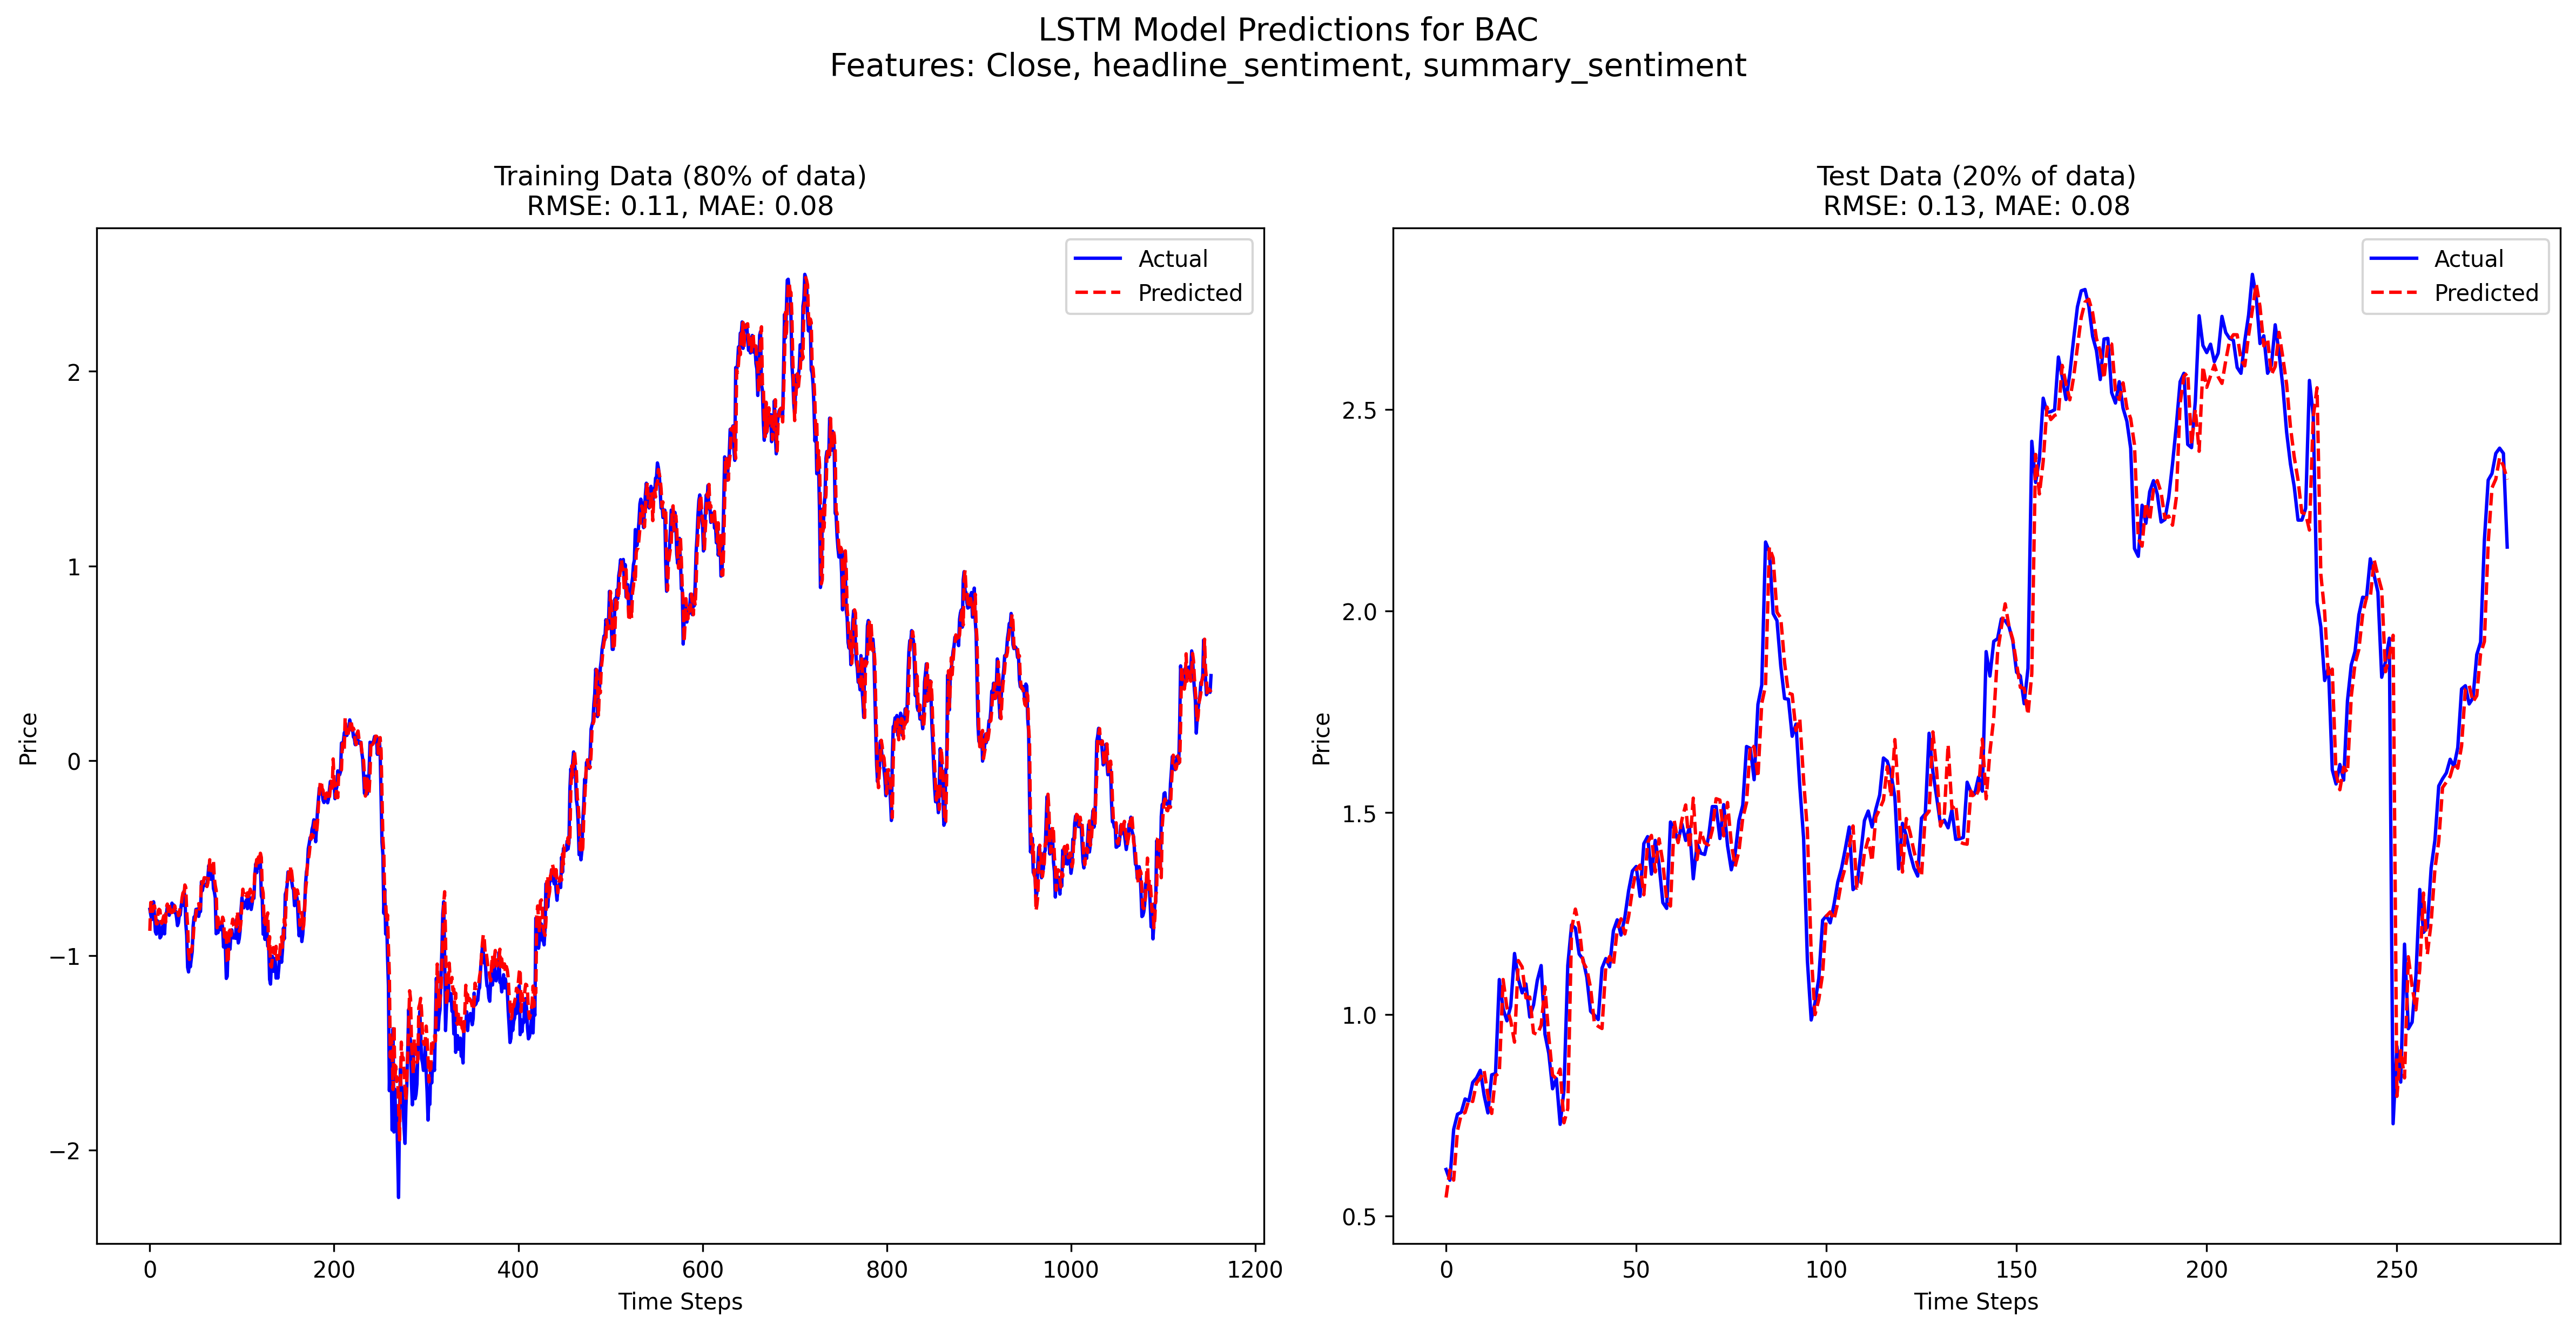 LSTM Model Predictions for BAC
Features: Close, headline_sentiment, summary_sentiment
Training Data (80% of data)
RMSE: 0.11, MAE: 0.08
Actual
Predicted
Price
2
1
0
−1
−2
0
200
400
600
800
1000
1200
Time Steps
Test Data (20% of data)
RMSE: 0.13, MAE: 0.08
Actual
Predicted
Price
2.5
2.0
1.5
1.0
0.5
0
50
100
150
200
250
Time Steps